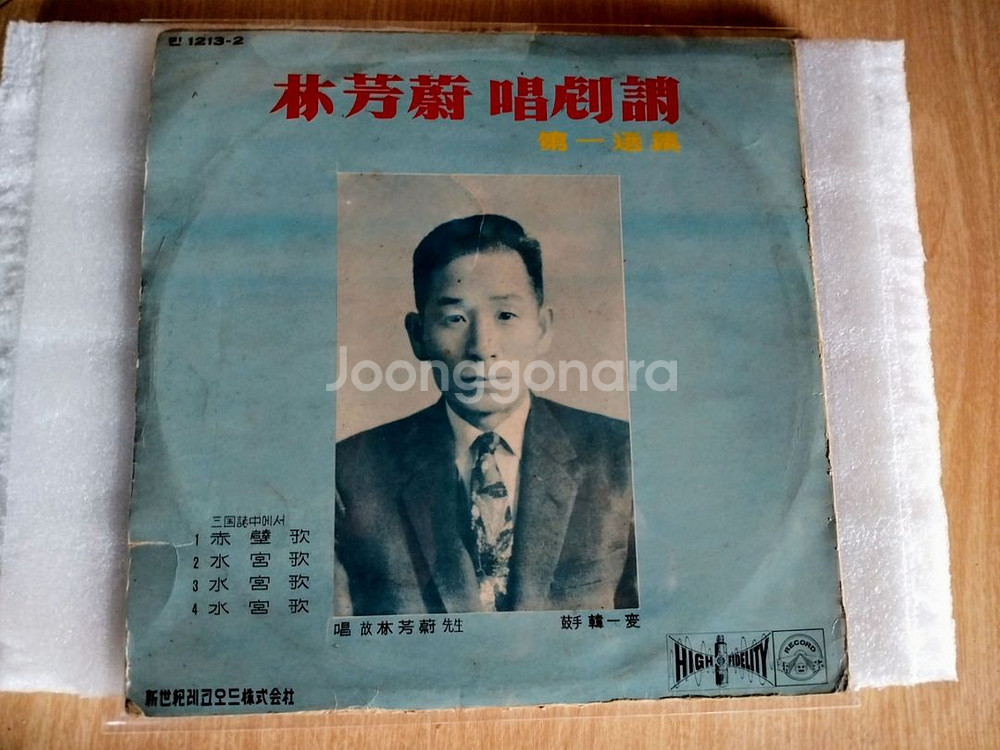 린 1213-2
林芳蔚 唱劇調
第一週集
Joonggonara
三国誌中에서
1 赤壁歌
2 水宮歌
3 水宮歌
4 水宮歌
唱 故 林芳蔚 先生
鼓手 韓一変
HIGH FIDELITY
RECORD
新世紀레코오드株式会社